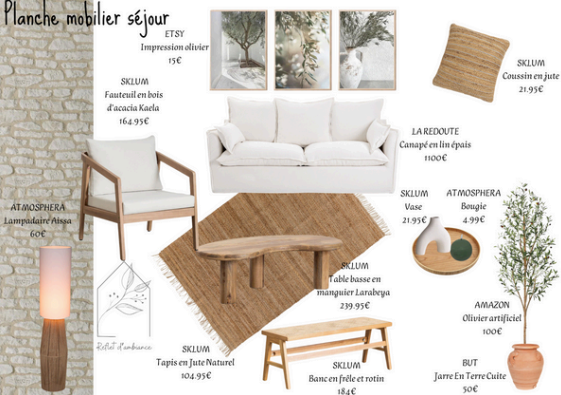 Planche mobilier séjour
ETSY
Impression olivier
15€
SKLUM
Fauteuil en bois
d'acacia Kaela
164.95€
SKLUM
Coussin en jute
21.95€
LA REDOUTE
Canapé en lin épais
1100€
ATMOSPHERA
Lampadaire Aissa
60€
SKLUM
Vase
21.95€
ATMOSPHERA
Bougie
4.99€
SKLUM
Table basse en
manguier Larabeya
239.95€
AMAZON
Olivier artificiel
100€
Reflet d'ambiance
SKLUM
Tapis en Jute Naturel
104.95€
SKLUM
Banc en frêle et rotin
184€
BUT
Jarre En Terre Cuite
50€